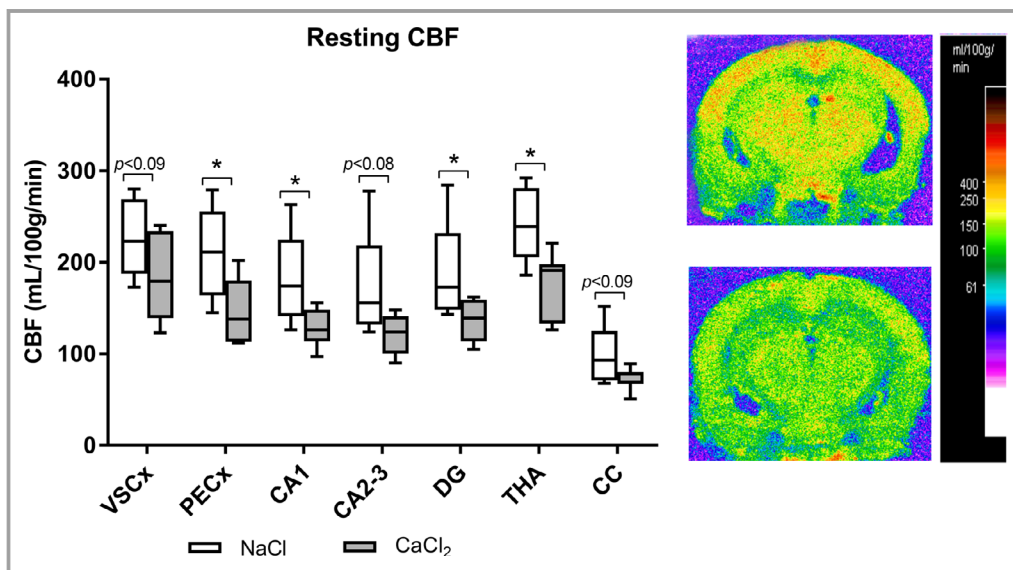 Resting CBF
400
300
200
100
0
CBF (mL/100g/min)
p<0.09
*
*
p<0.08
*
*
p<0.09
VSCx
PECx
CA1
CA2-3
DG
THA
CC
NaCl
CaCl₂
ml/100g/
min
400
250
150
100
61